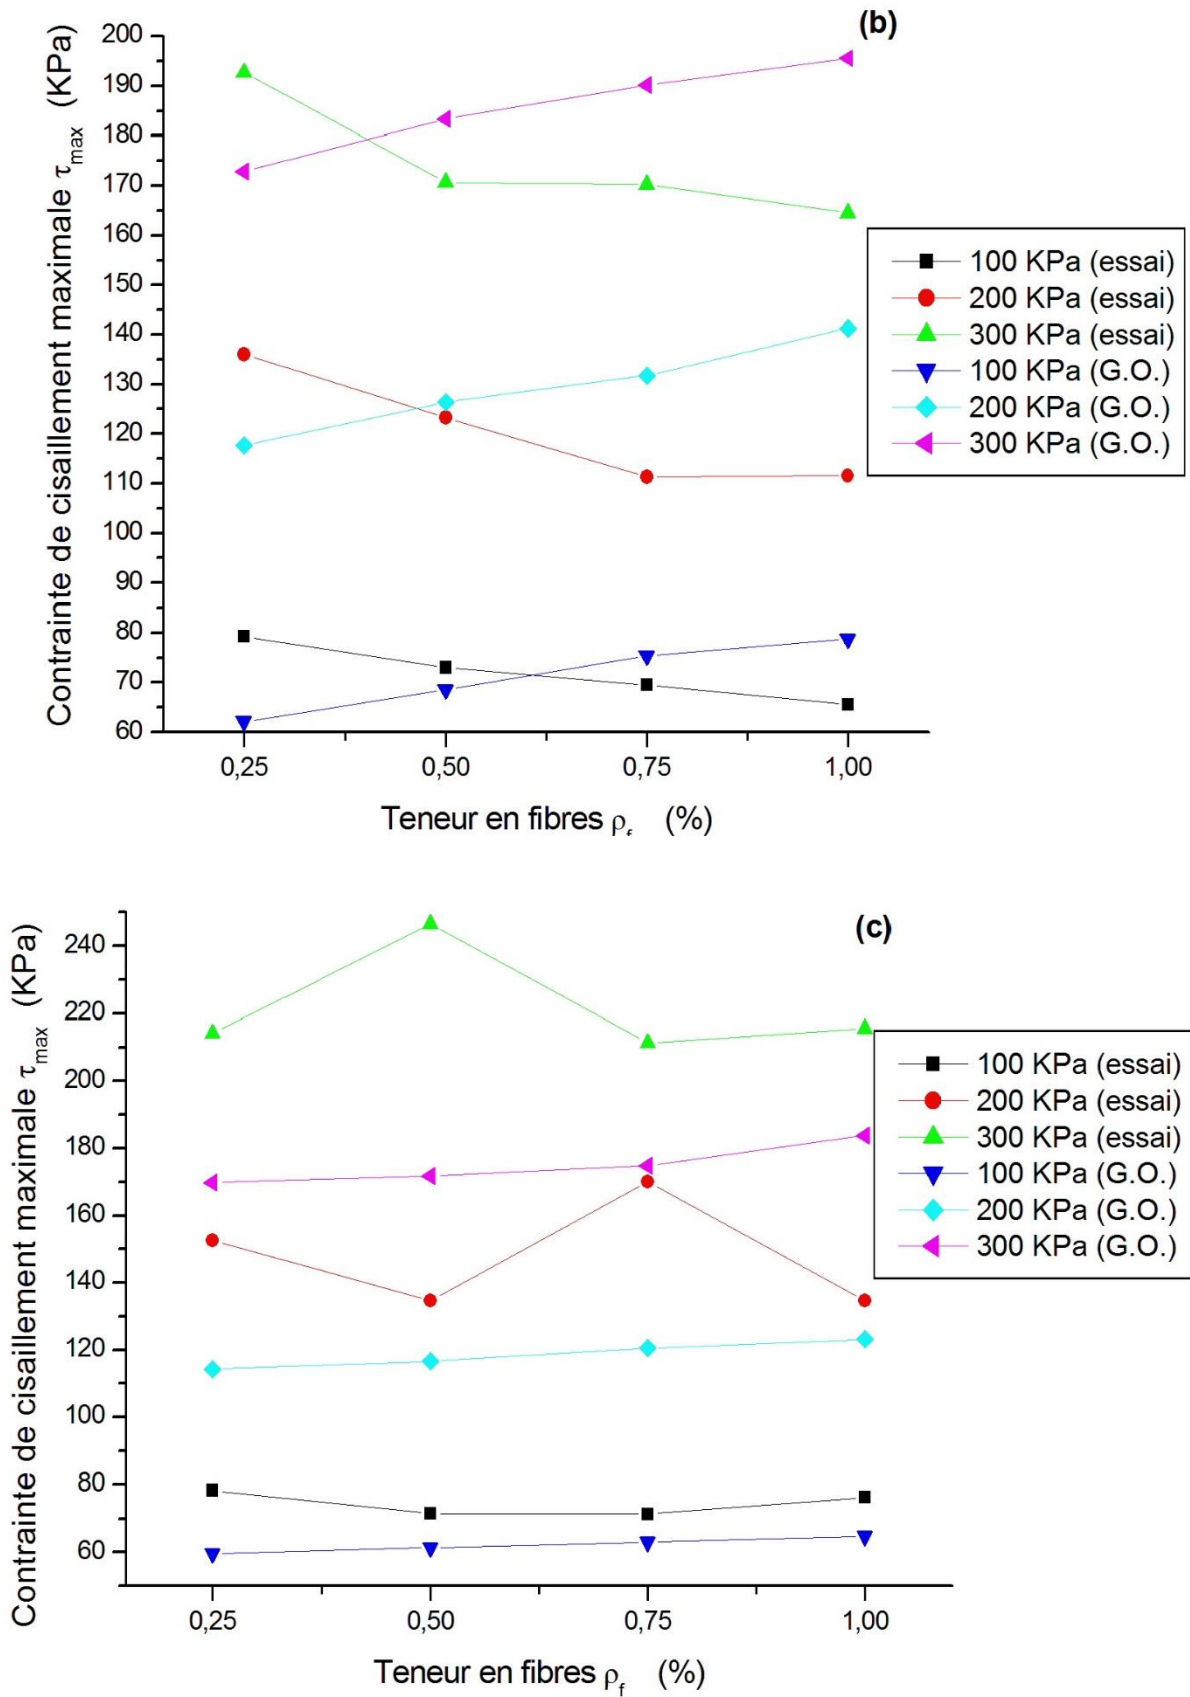 (b)
Contrainte de cisaillement maximale τmax (KPa)
200
190
180
170
160
150
140
130
120
110
100
90
80
70
60
0,25 0,50 0,75 1,00
Teneur en fibres ρf (%)
100 KPa (essai)
200 KPa (essai)
300 KPa (essai)
100 KPa (G.O.)
200 KPa (G.O.)
300 KPa (G.O.)
(c)
Contrainte de cisaillement maximale τmax (KPa)
240
220
200
180
160
140
120
100
80
60
0,25 0,50 0,75 1,00
Teneur en fibres ρf (%)
100 KPa (essai)
200 KPa (essai)
300 KPa (essai)
100 KPa (G.O.)
200 KPa (G.O.)
300 KPa (G.O.)